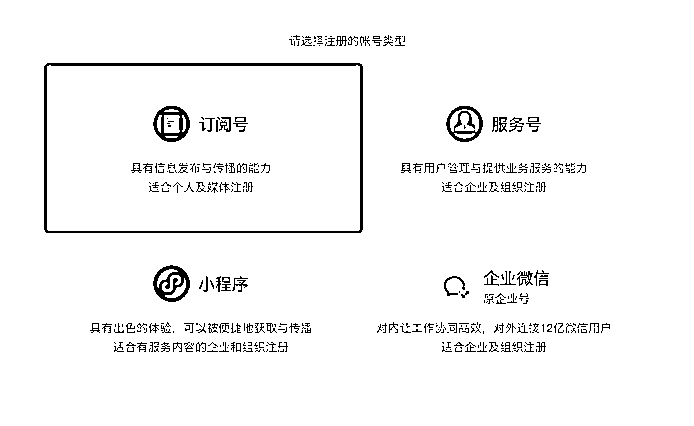 请选择注册的帐号类型
订阅号
具有信息发布与传播的能力
适合个人及媒体注册
服务号
具有用户管理与提供业务服务的能力
适合企业及组织注册
小程序
具有出色的体验，可以被便捷地获取与传播
适合有服务内容的企业和组织注册
企业微信
原企业号
对内让工作协同高效，对外连接12亿微信用户
适合企业及组织注册